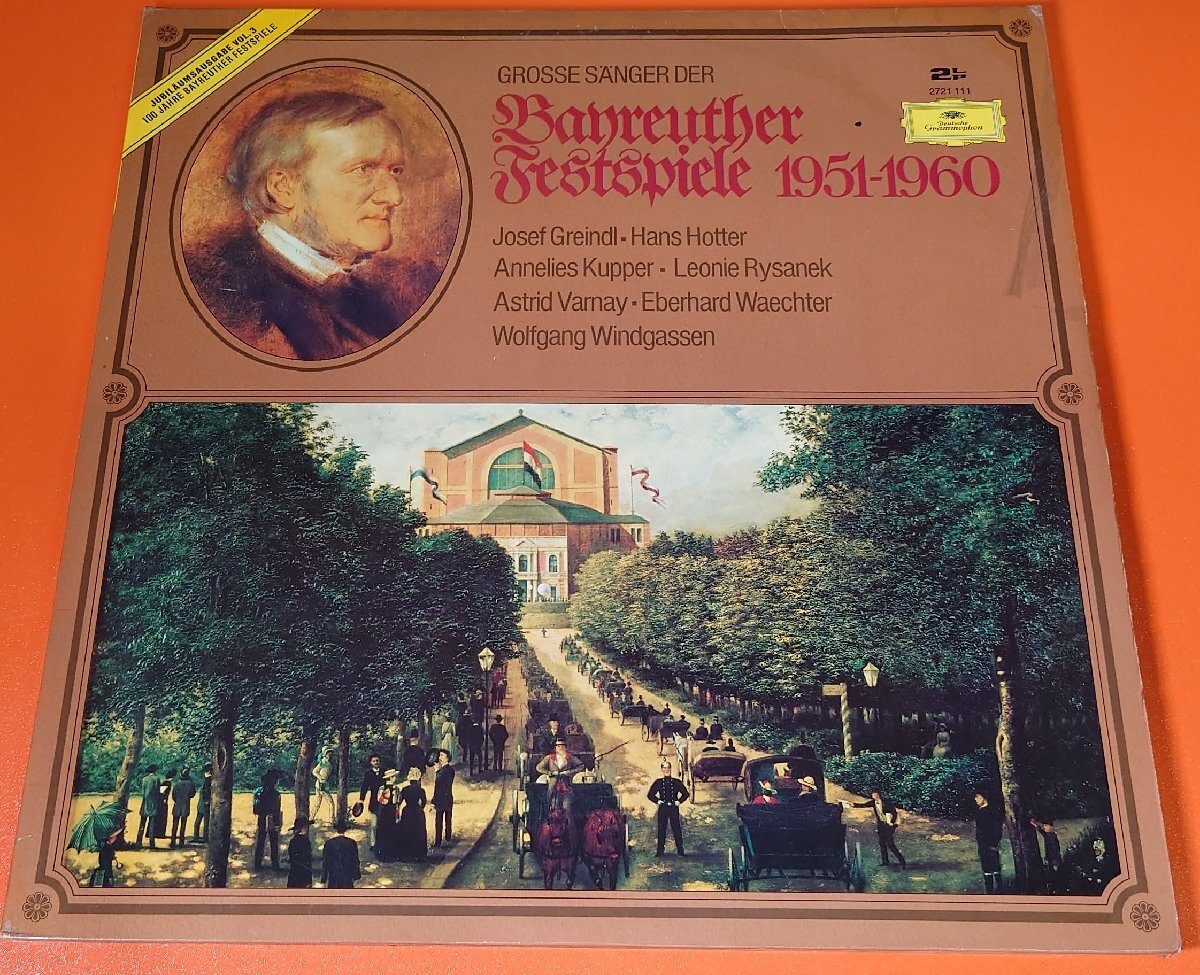 JUBILÄUMSAUSGABE VOL. 3
100 JAHRE BAYREUTHER FESTSPIELE
GROSSE SÄNGER DER
Bayreuther
Festspiele 1951-1960
2 LP
2721 111
Deutsche
Grammophon
Josef Greindl · Hans Hotter
Annelies Kupper · Leonie Rysanek
Astrid Varnay · Eberhard Waechter
Wolfgang Windgassen